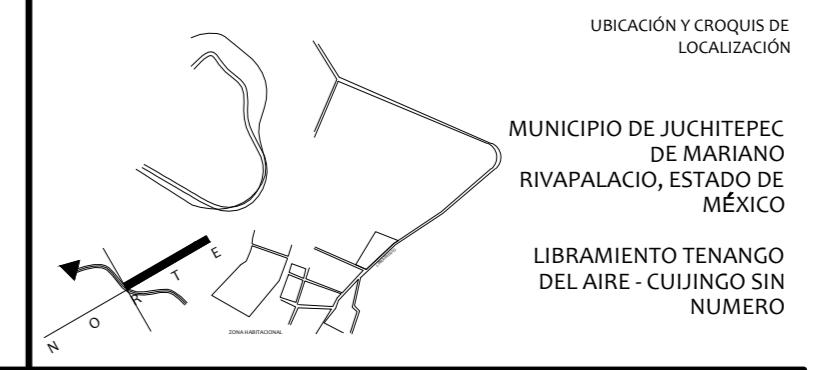 UBICACIÓN Y CROQUIS DE
LOCALIZACIÓN
MUNICIPIO DE JUCHITEPEC
DE MARIANO
RIVAPALACIO, ESTADO DE
MÉXICO
LIBRAMIENTO TENANGO
DEL AIRE - CUIJINGO SIN
NUMERO
N O R T E
ZONA HABITACIONAL